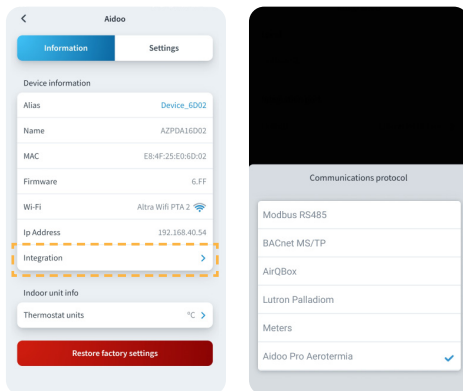 Aidoo
Information Settings
Device information
Alias Device_6D02
Name AZPDA16D02
MAC E8:4F:25:E0:6D:02
Firmware 6.FF
Wi-Fi Altra Wifi PTA 2
Ip Address 192.168.40.54
Integration
Indoor unit info
Thermostat units °C
Restore factory settings
Communications protocol
Modbus RS485
BACnet MS/TP
AirQBox
Lutron Palladiom
Meters
Aidoo Pro Aerotermia